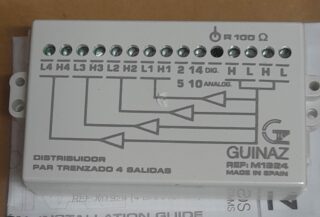 R 100 Ω
L4 H4 L3 H3 L2 H2 L1 H1 2 14 DIG. H L H L
5 10 ANALOG.
GUINAZ
REF: M1924
MADE IN SPAIN
DISTRIBUIDOR
PAR TRENZADO 4 SALIDAS
INSTALLATION GUIDE